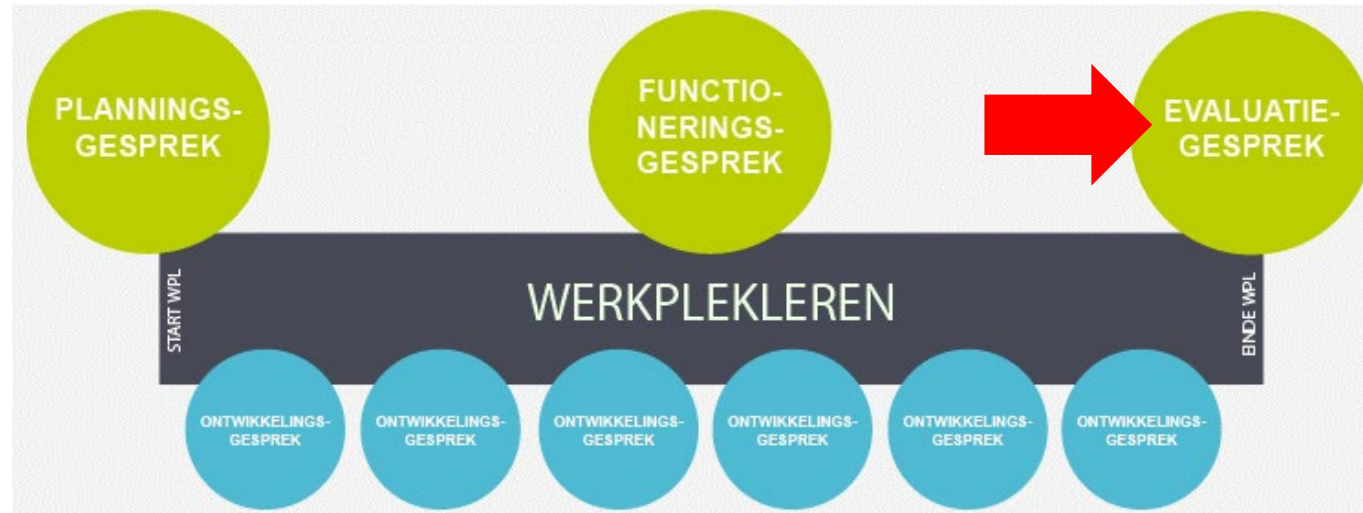 PLANNINGS-
GESPREK
FUNCTIO-
NERINGS-
GESPREK
EVALUATIE-
GESPREK
START WPL
WERKPLEKLEREN
EINDE WPL
ONTWIKKELINGS-
GESPREK
ONTWIKKELINGS-
GESPREK
ONTWIKKELINGS-
GESPREK
ONTWIKKELINGS-
GESPREK
ONTWIKKELINGS-
GESPREK
ONTWIKKELINGS-
GESPREK